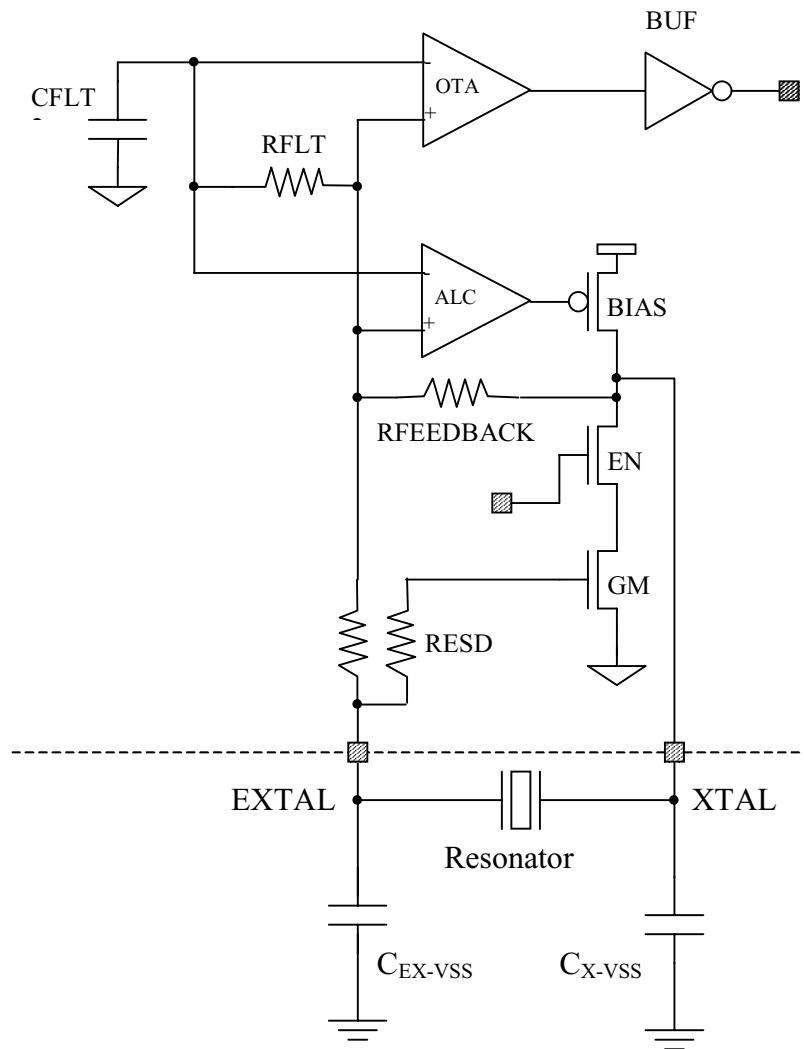 BUF
CFLT
-
OTA
+
RFLT
-
ALC
+
BIAS
RFEEDBACK
EN
GM
RESD
EXTAL
XTAL
Resonator
CEX-VSS
CX-VSS